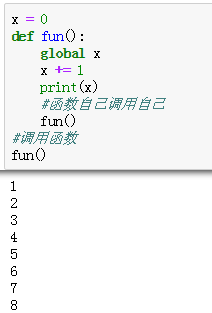 x = 0
def fun():
    global x
    x += 1
    print(x)
    #函数自己调用自己
    fun()
#调用函数
fun()
1
2
3
4
5
6
7
8